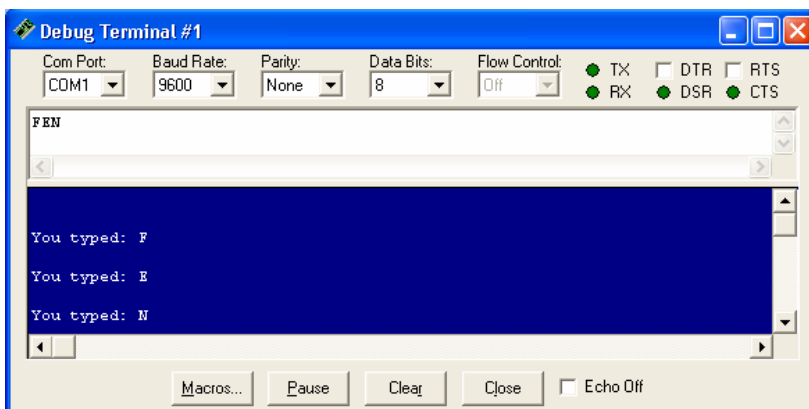 Debug Terminal #1
Com Port: Baud Rate: Parity: Data Bits: Flow Control: TX DTR RTS
COM1 9600 None 8 Off RX DSR CTS
FEN
You typed: F
You typed: E
You typed: N
Macros... Pause Clear Close Echo Off